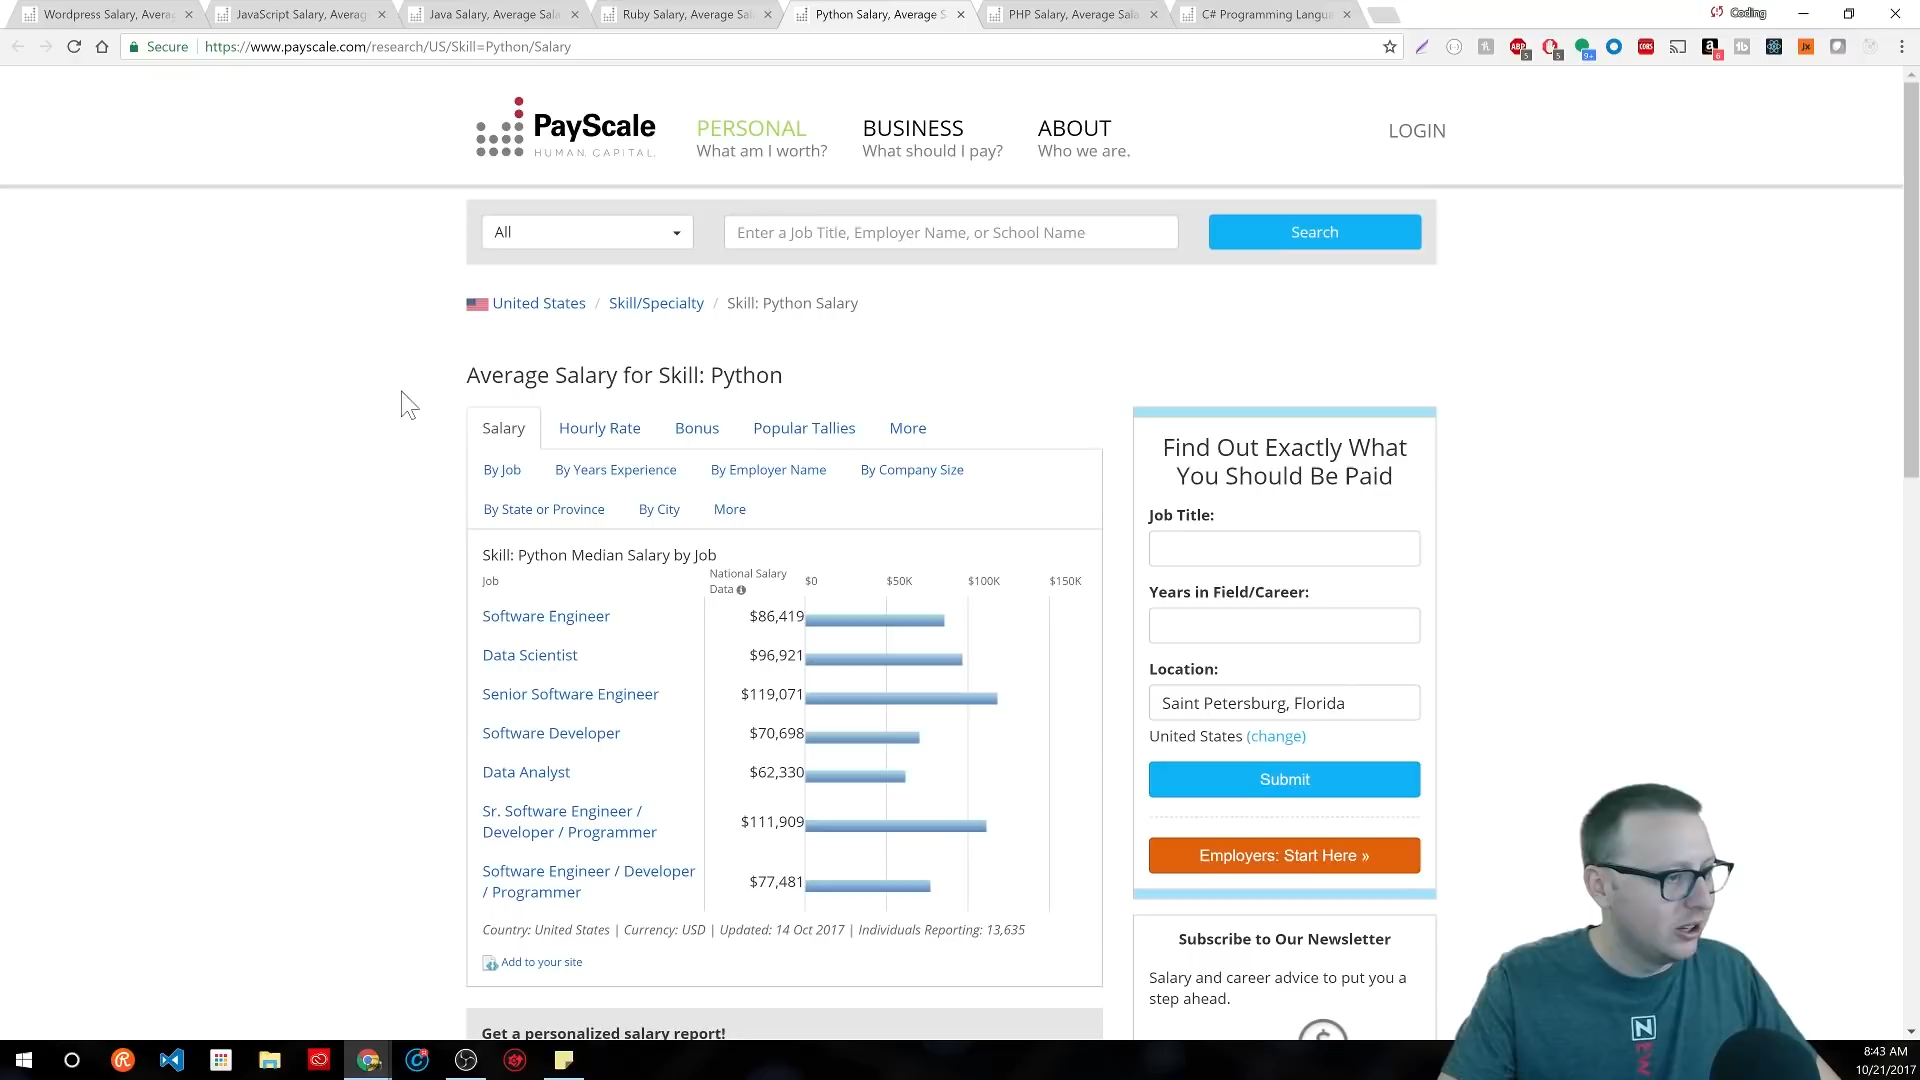 Wordpress Salary, Avera
JavaScript Salary, Averag
Java Salary, Average Sala
Ruby Salary, Average Sal
Python Salary, Average S
PHP Salary, Average Sala
C# Programming Langua
Coding
Secure
https://www.payscale.com/research/US/Skill=Python/Salary
PayScale
HUMAN. CAPITAL.
PERSONAL
What am I worth?
BUSINESS
What should I pay?
ABOUT
Who we are.
LOGIN
All
Enter a Job Title, Employer Name, or School Name
Search
United States / Skill/Specialty / Skill: Python Salary
Average Salary for Skill: Python
Salary Hourly Rate Bonus Popular Tallies More
By Job By Years Experience By Employer Name By Company Size
By State or Province By City More
Skill: Python Median Salary by Job
Job
National Salary
Data
$0 $50K $100K $150K
Software Engineer $86,419
Data Scientist $96,921
Senior Software Engineer $119,071
Software Developer $70,698
Data Analyst $62,330
Sr. Software Engineer /
Developer / Programmer
$111,909
Software Engineer / Developer
/ Programmer
$77,481
Country: United States | Currency: USD | Updated: 14 Oct 2017 | Individuals Reporting: 13,635
Add to your site
Get a personalized salary report!
Find Out Exactly What
You Should Be Paid
Job Title:
Years in Field/Career:
Location:
Saint Petersburg, Florida
United States (change)
Submit
Employers: Start Here »
Subscribe to Our Newsletter
Salary and career advice to put you a
step ahead.
N
EW
8:43 AM
10/21/2017